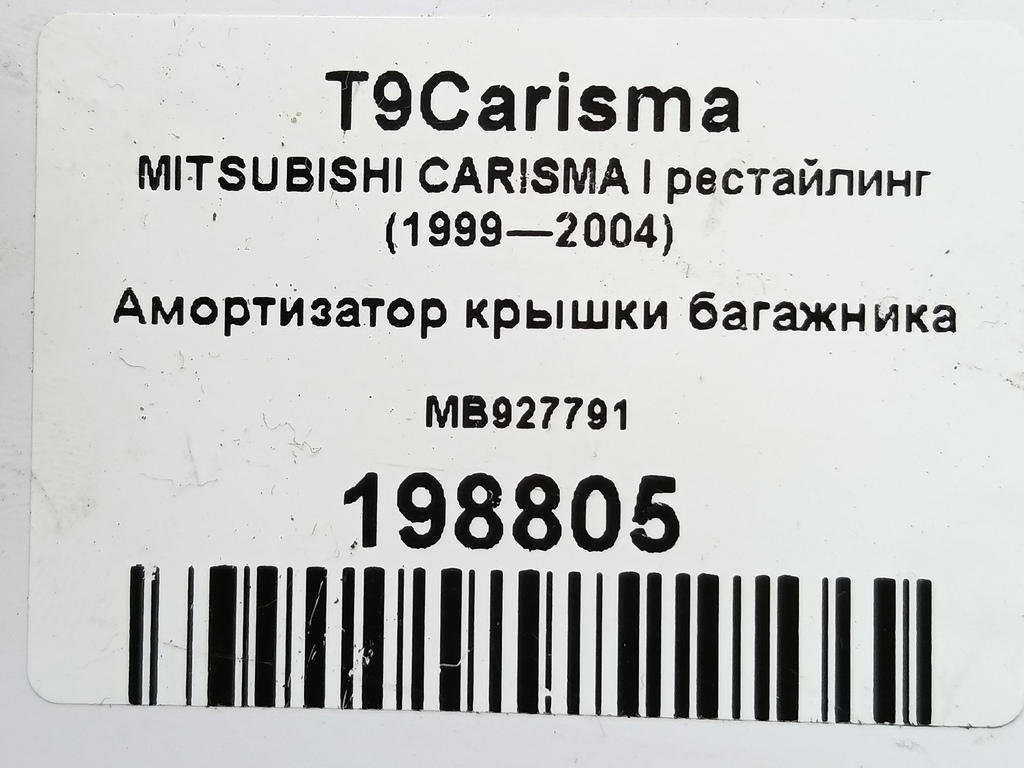 T9Carisma
MITSUBISHI CARISMA I рестайлинг
(1999—2004)
Амортизатор крышки багажника
MB927791
198805